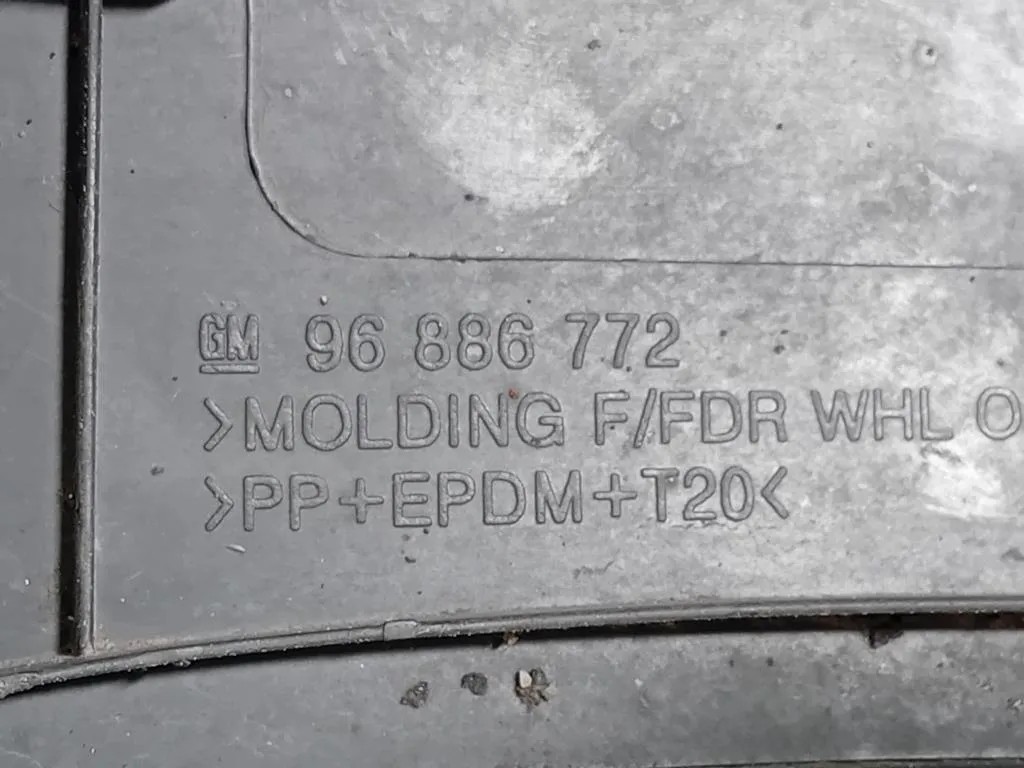 GM 96 886 772
>MOLDING F/FDR WHL O
>PP+EPDM+T20<